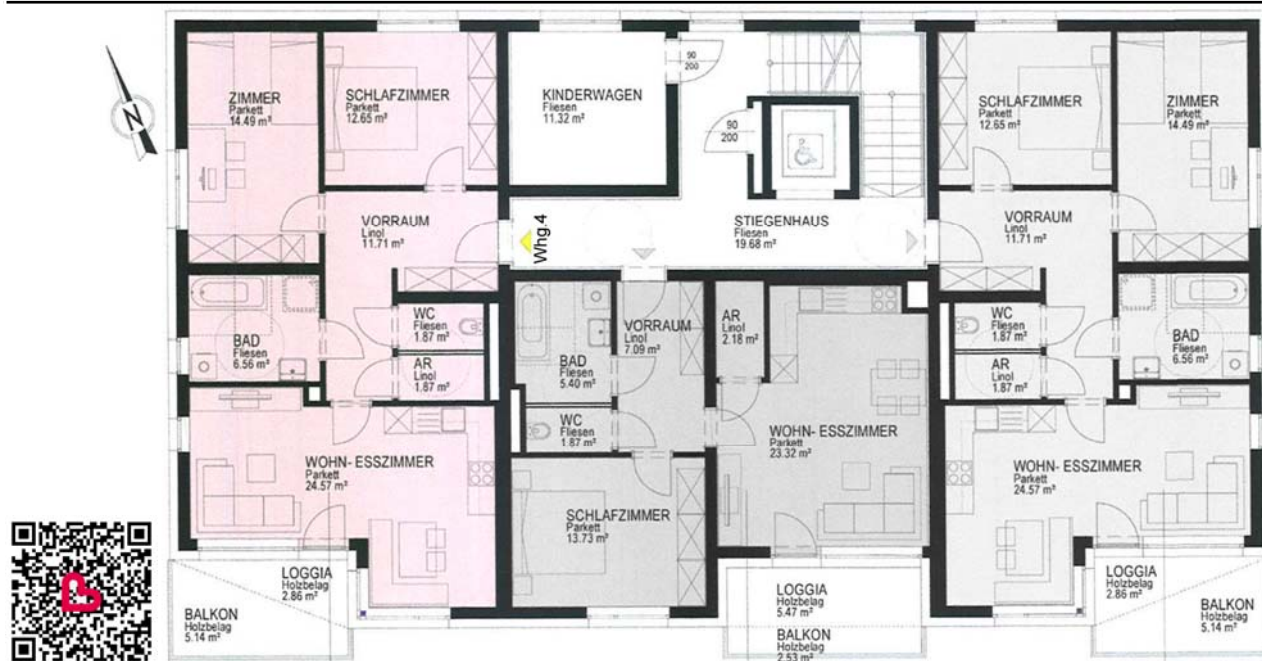 N
ZIMMER
Parkett
14.49 m²
SCHLAFZIMMER
Parkett
12.65 m²
KINDERWAGEN
Fliesen
11.32 m²
90
200
90
200
SCHLAFZIMMER
Parkett
12.65 m²
ZIMMER
Parkett
14.49 m²
VORRAUM
Linol
11.71 m²
Whg.4
STIEGENHAUS
Fliesen
19.68 m²
VORRAUM
Linol
11.71 m²
BAD
Fliesen
6.56 m²
WC
Fliesen
1.87 m²
AR
Linol
1.87 m²
BAD
Fliesen
5.40 m²
VORRAUM
Linol
7.09 m²
AR
Linol
2.18 m²
WC
Fliesen
1.87 m²
AR
Linol
1.87 m²
BAD
Fliesen
6.56 m²
WC
Fliesen
1.87 m²
WOHN- ESSZIMMER
Parkett
24.57 m²
SCHLAFZIMMER
Parkett
13.73 m²
WOHN- ESSZIMMER
Parkett
23.32 m²
WOHN- ESSZIMMER
Parkett
24.57 m²
LOGGIA
Holzbelag
2.86 m²
BALKON
Holzbelag
5.14 m²
LOGGIA
Holzbelag
5.47 m²
BALKON
Holzbelag
2.53 m²
LOGGIA
Holzbelag
2.86 m²
BALKON
Holzbelag
5.14 m²